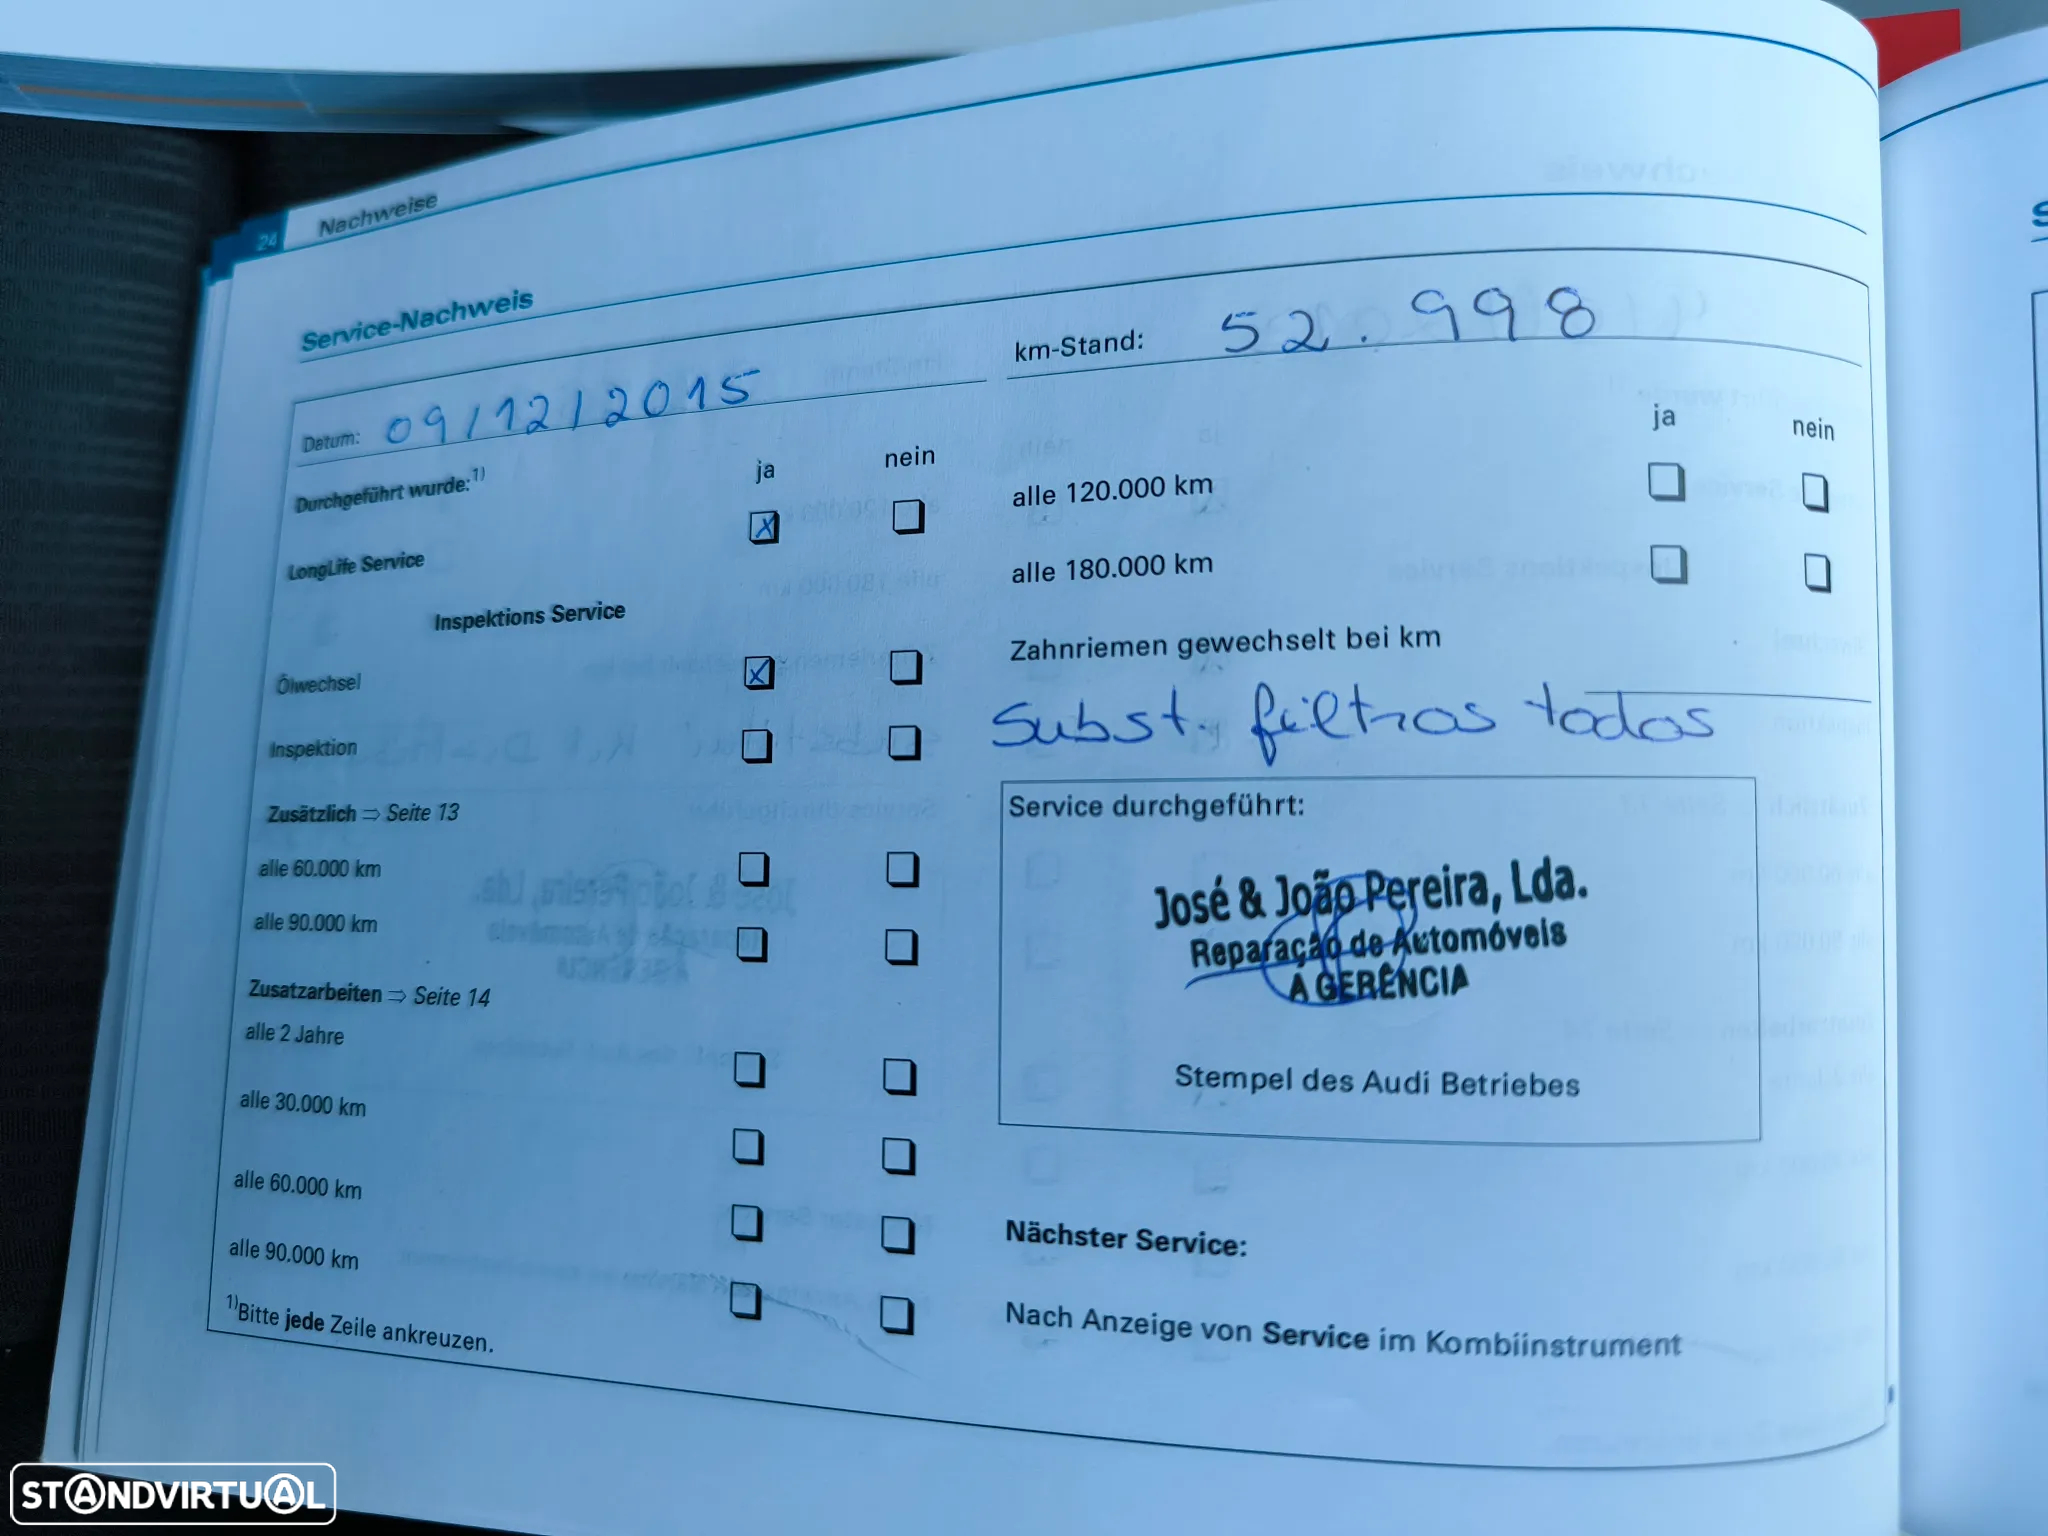 24 Nachweise
Service-Nachweis
Datum: 09/12/2015
km-Stand: 52.998
Durchgeführt wurde:1) ja nein
LongLife Service X
Inspektions Service
Ölwechsel X
Inspektion
Zusätzlich ⇒ Seite 13
alle 60.000 km
alle 90.000 km
Zusatzarbeiten ⇒ Seite 14
alle 2 Jahre
alle 30.000 km
alle 60.000 km
alle 90.000 km
1)Bitte jede Zeile ankreuzen.
ja nein
alle 120.000 km
alle 180.000 km
Zahnriemen gewechselt bei km
Subst. filtros todos
Service durchgeführt:
José & João Pereira, Lda.
Reparação de Automóveis
A GERÊNCIA
Stempel des Audi Betriebes
Nächster Service:
Nach Anzeige von Service im Kombiinstrument
STANDVIRTUAL